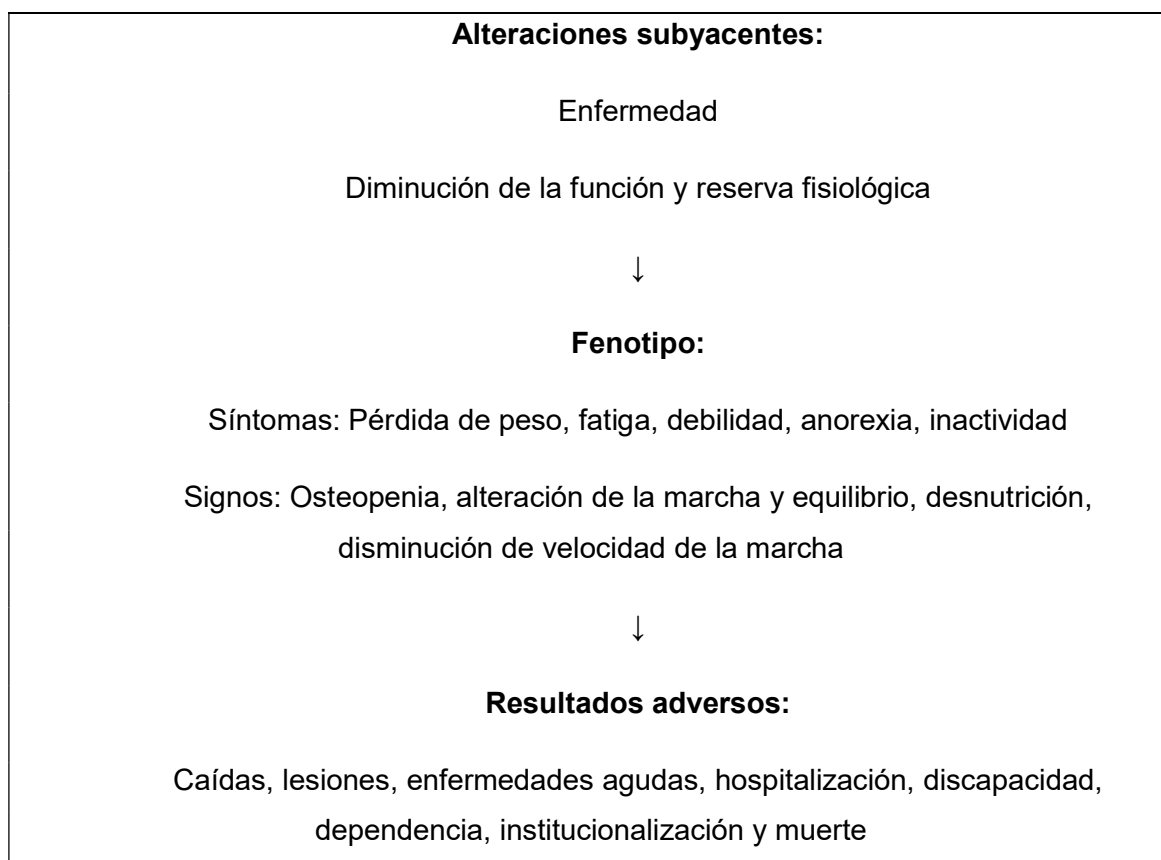 Alteraciones subyacentes:
Enfermedad
Diminución de la función y reserva fisiológica
↓
Fenotipo:
Síntomas: Pérdida de peso, fatiga, debilidad, anorexia, inactividad
Signos: Osteopenia, alteración de la marcha y equilibrio, desnutrición,
disminución de velocidad de la marcha
↓
Resultados adversos:
Caídas, lesiones, enfermedades agudas, hospitalización, discapacidad,
dependencia, institucionalización y muerte